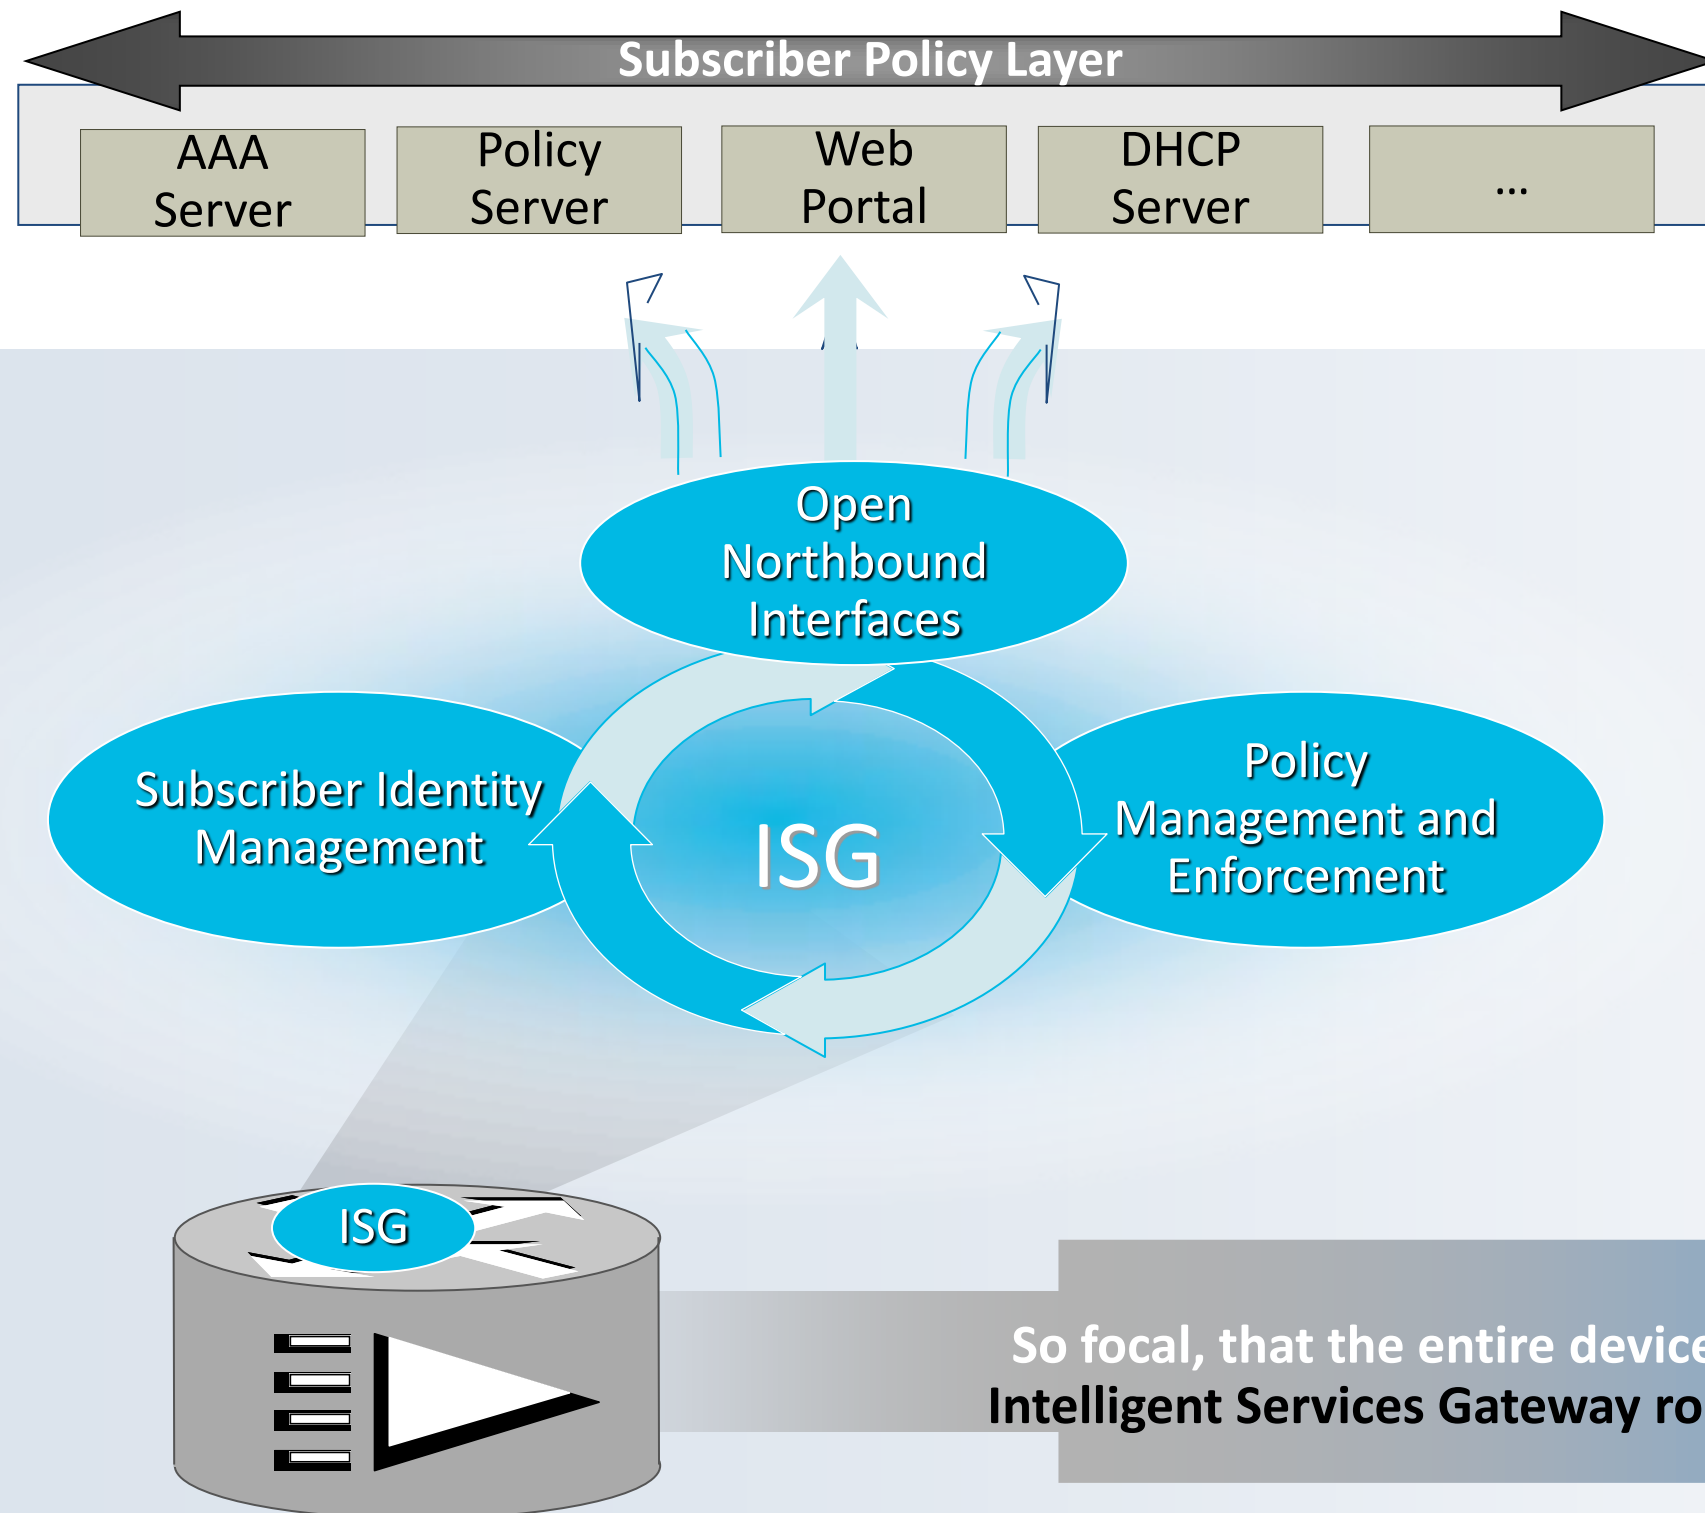 Subscriber Policy Layer
AAA
Server
Policy
Server
Web
Portal
DHCP
Server
...
Open
Northbound
Interfaces
Subscriber Identity
Management
Policy
Management and
Enforcement
ISG
ISG
So focal, that the entire device
Intelligent Services Gateway